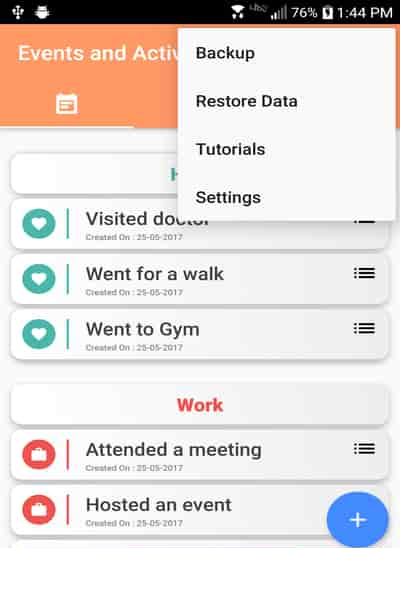 76% 1:44 PM
Events and Activ
Backup
Restore Data
Tutorials
Settings
H
Visited doctor
Created On : 25-05-2017
Went for a walk
Created On : 25-05-2017
Went to Gym
Created On : 25-05-2017
Work
Attended a meeting
Created On : 25-05-2017
Hosted an event
Created On : 25-05-2017